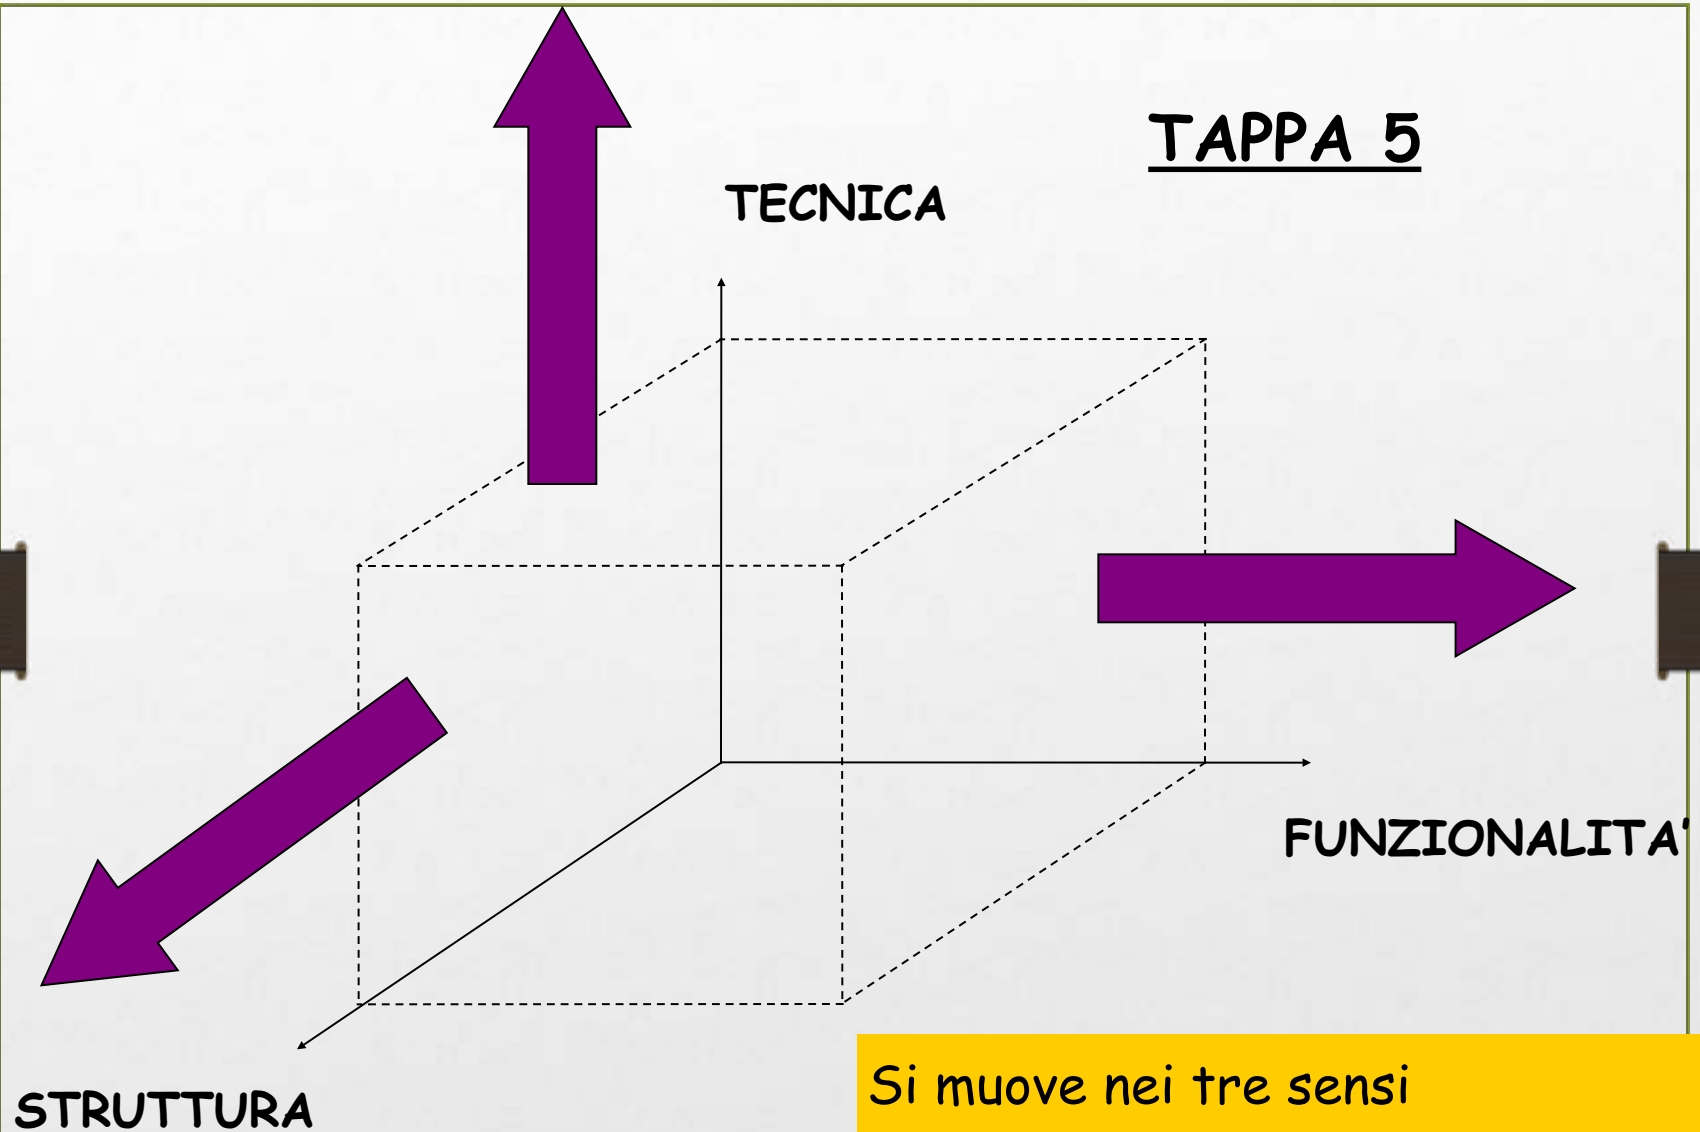 TAPPA 5
TECNICA
FUNZIONALITA'
STRUTTURA
Si muove nei tre sensi